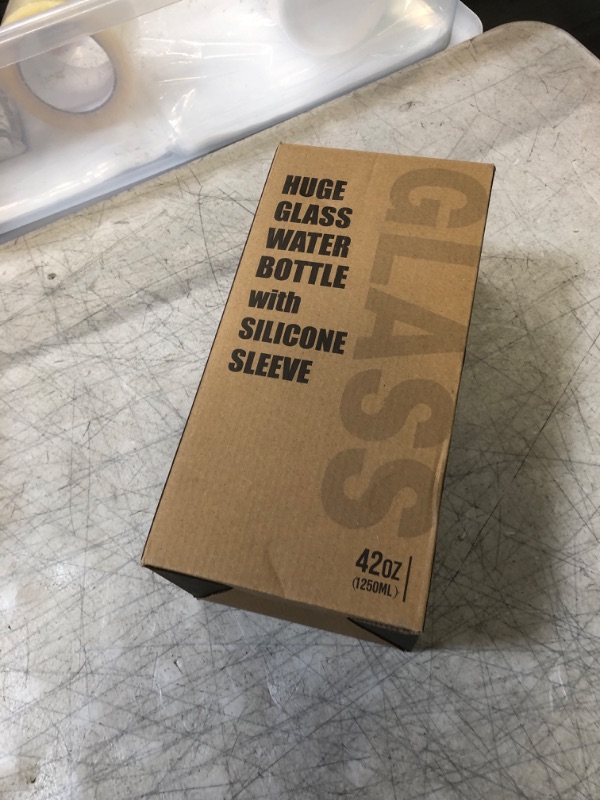 HUGE
GLASS
WATER
BOTTLE
with
SILICONE
SLEEVE
GLASS
42OZ
(1250ML)